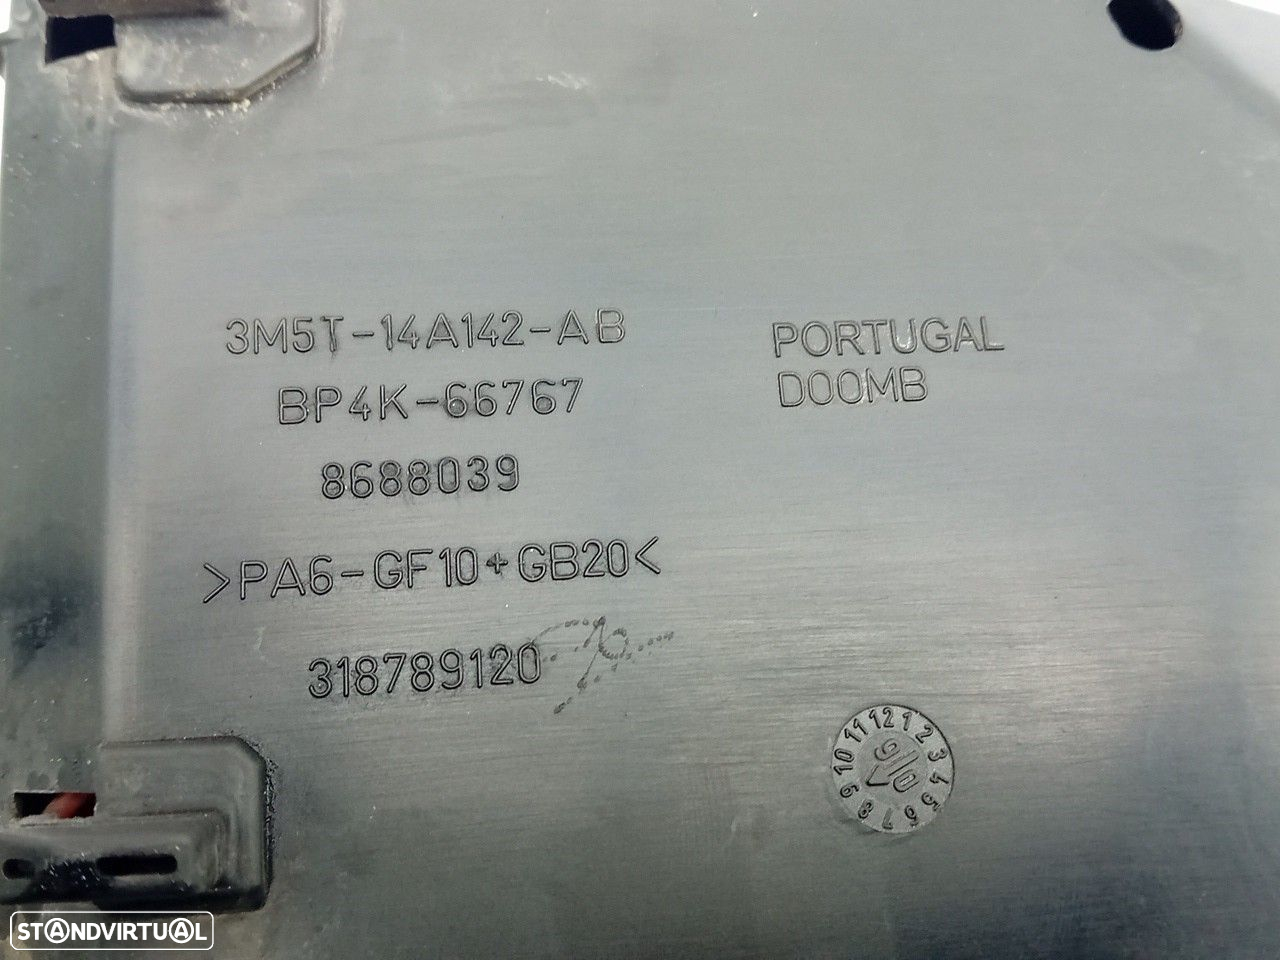 3M5T-14A142-AB
BP4K-66767
8688039
>PA6-GF10+GB20<
318789120
PORTUGAL
D00MB
1 2 3 4 5 6 7 8 9 10 11 12
STANDVIRTUAL